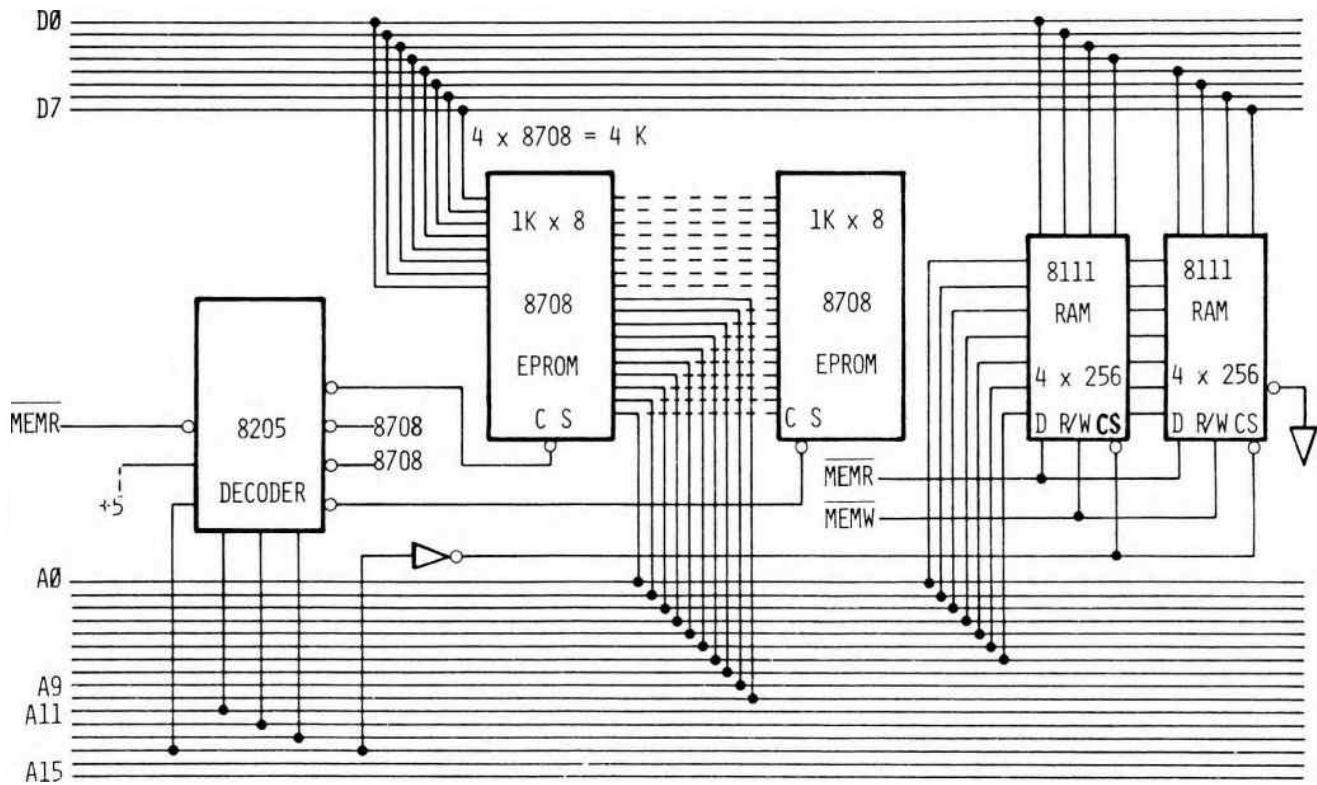 DØ
D7
4 x 8708 = 4 K
1K x 8
8708
EPROM
C S
1K x 8
8708
EPROM
C S
8111
RAM
4 x 256
D R/W CS
8111
RAM
4 x 256
D R/W CS
MEMR
+5
8205
DECODER
8708
8708
MEMR
MEMW
AØ
A9
A11
A15